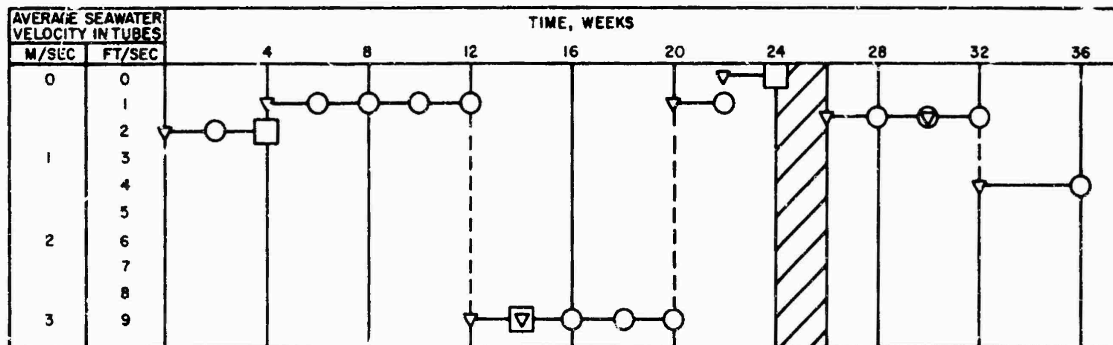 AVERAGE SEAWATER
VELOCITY IN TUBES
TIME, WEEKS
M/SEC FT/SEC 4 8 12 16 20 24 28 32 36
0 0
1
2
1 3
4
5
2 6
7
8
3 9